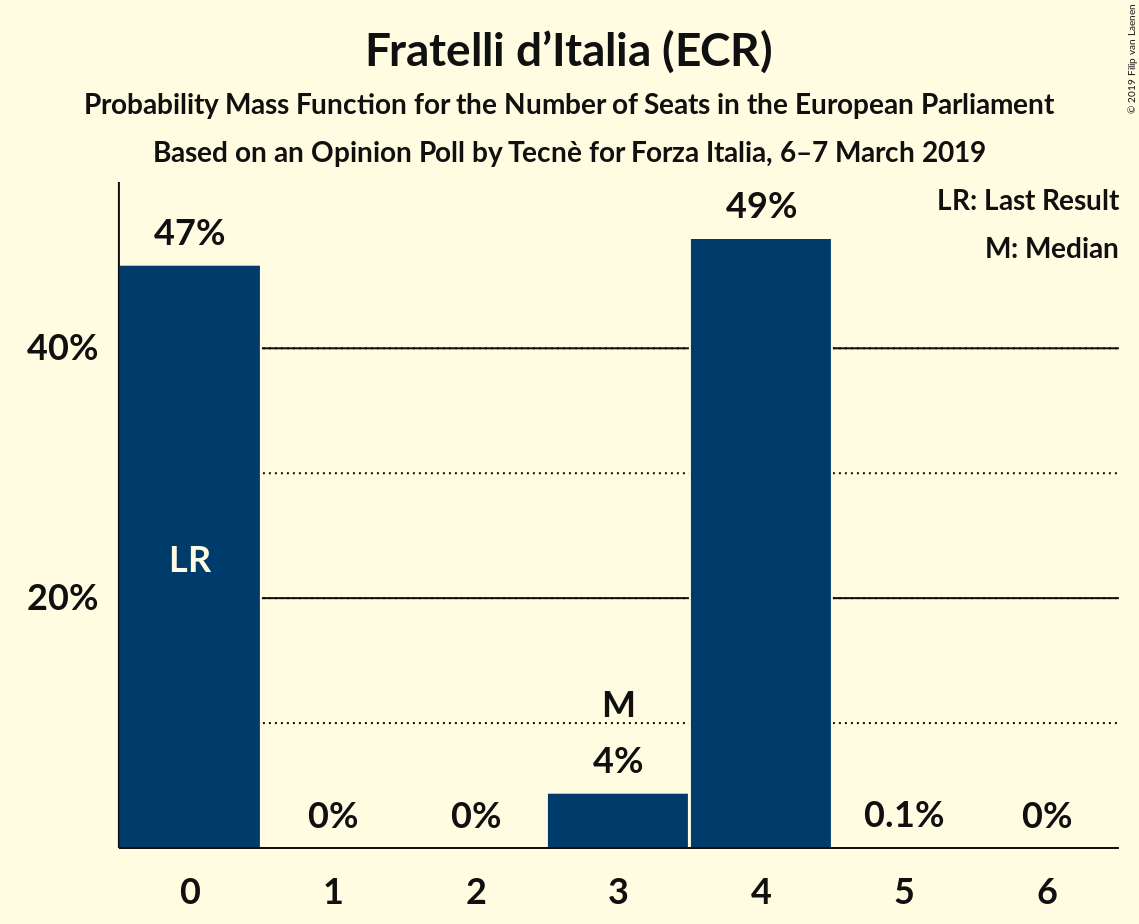 Fratelli d’Italia (ECR)
Probability Mass Function for the Number of Seats in the European Parliament
Based on an Opinion Poll by Tecnè for Forza Italia, 6–7 March 2019
© 2019 Filip van Laenen
LR: Last Result
M: Median
47%
49%
40%
LR
20%
M
4%
0%
0%
0.1%
0%
0
1
2
3
4
5
6